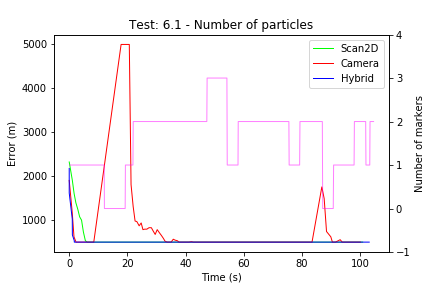 Test: 6.1 - Number of particles
Scan2D
Camera
Hybrid
Error (m)
5000
4000
3000
2000
1000
4
3
2
1
0
−1
Number of markers
0
20
40
60
80
100
Time (s)